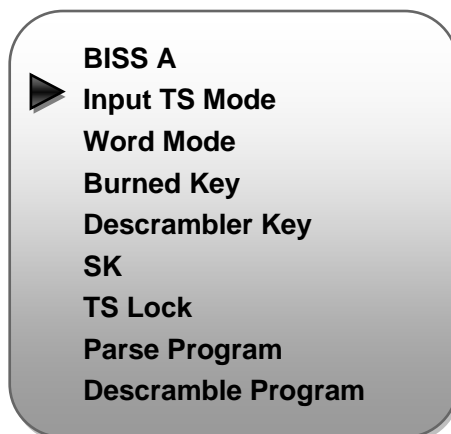 BISS A
Input TS Mode
Word Mode
Burned Key
Descrambler Key
SK
TS Lock
Parse Program
Descramble Program